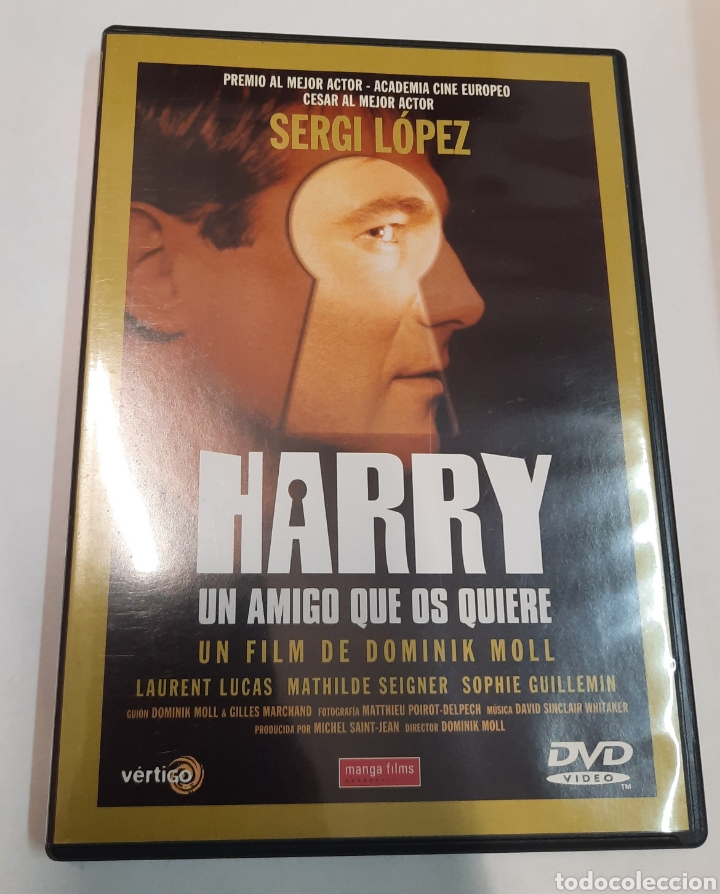 PREMIO AL MEJOR ACTOR - ACADEMIA CINE EUROPEO
CESAR AL MEJOR ACTOR
SERGI LÓPEZ
HARRY
UN AMIGO QUE OS QUIERE
UN FILM DE DOMINIK MOLL
LAURENT LUCAS MATHILDE SEIGNER SOPHIE GUILLEMIN
GUIÓN DOMINIK MOLL & GILLES MARCHAND FOTOGRAFÍA MATTHIEU POIROT-DELPECH MÚSICA DAVID SINCLAIR WHITAKER
PRODUCIDA POR MICHEL SAINT-JEAN DIRECTOR DOMINIK MOLL
vértigo
manga films
DVD
VIDEO
TM
todocoleccion